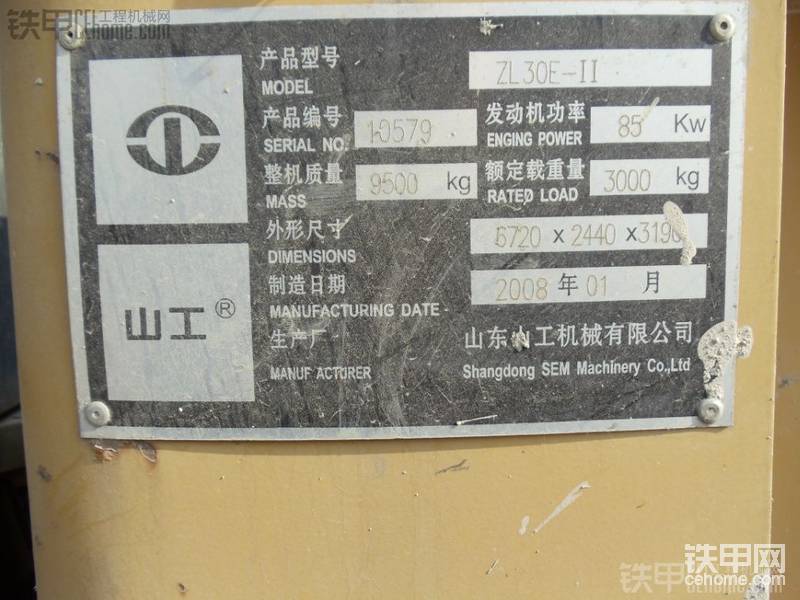 铁甲 工程机械网
cehome.com
产品型号
MODEL ZL30E-II
产品编号 发动机功率
SERIAL NO. 10579 ENGING POWER 85 Kw
整机质量 额定载重量
MASS 9500 kg RATED LOAD 3000 kg
外形尺寸
DIMENSIONS 6720 x 2440 x 3190
制造日期
MANUFACTURING DATE 2008 年 01 月
生产厂 山东山工机械有限公司
MANUF ACTURER Shangdong SEM Machinery Co.,Ltd
山工®
铁甲网
cehome.com